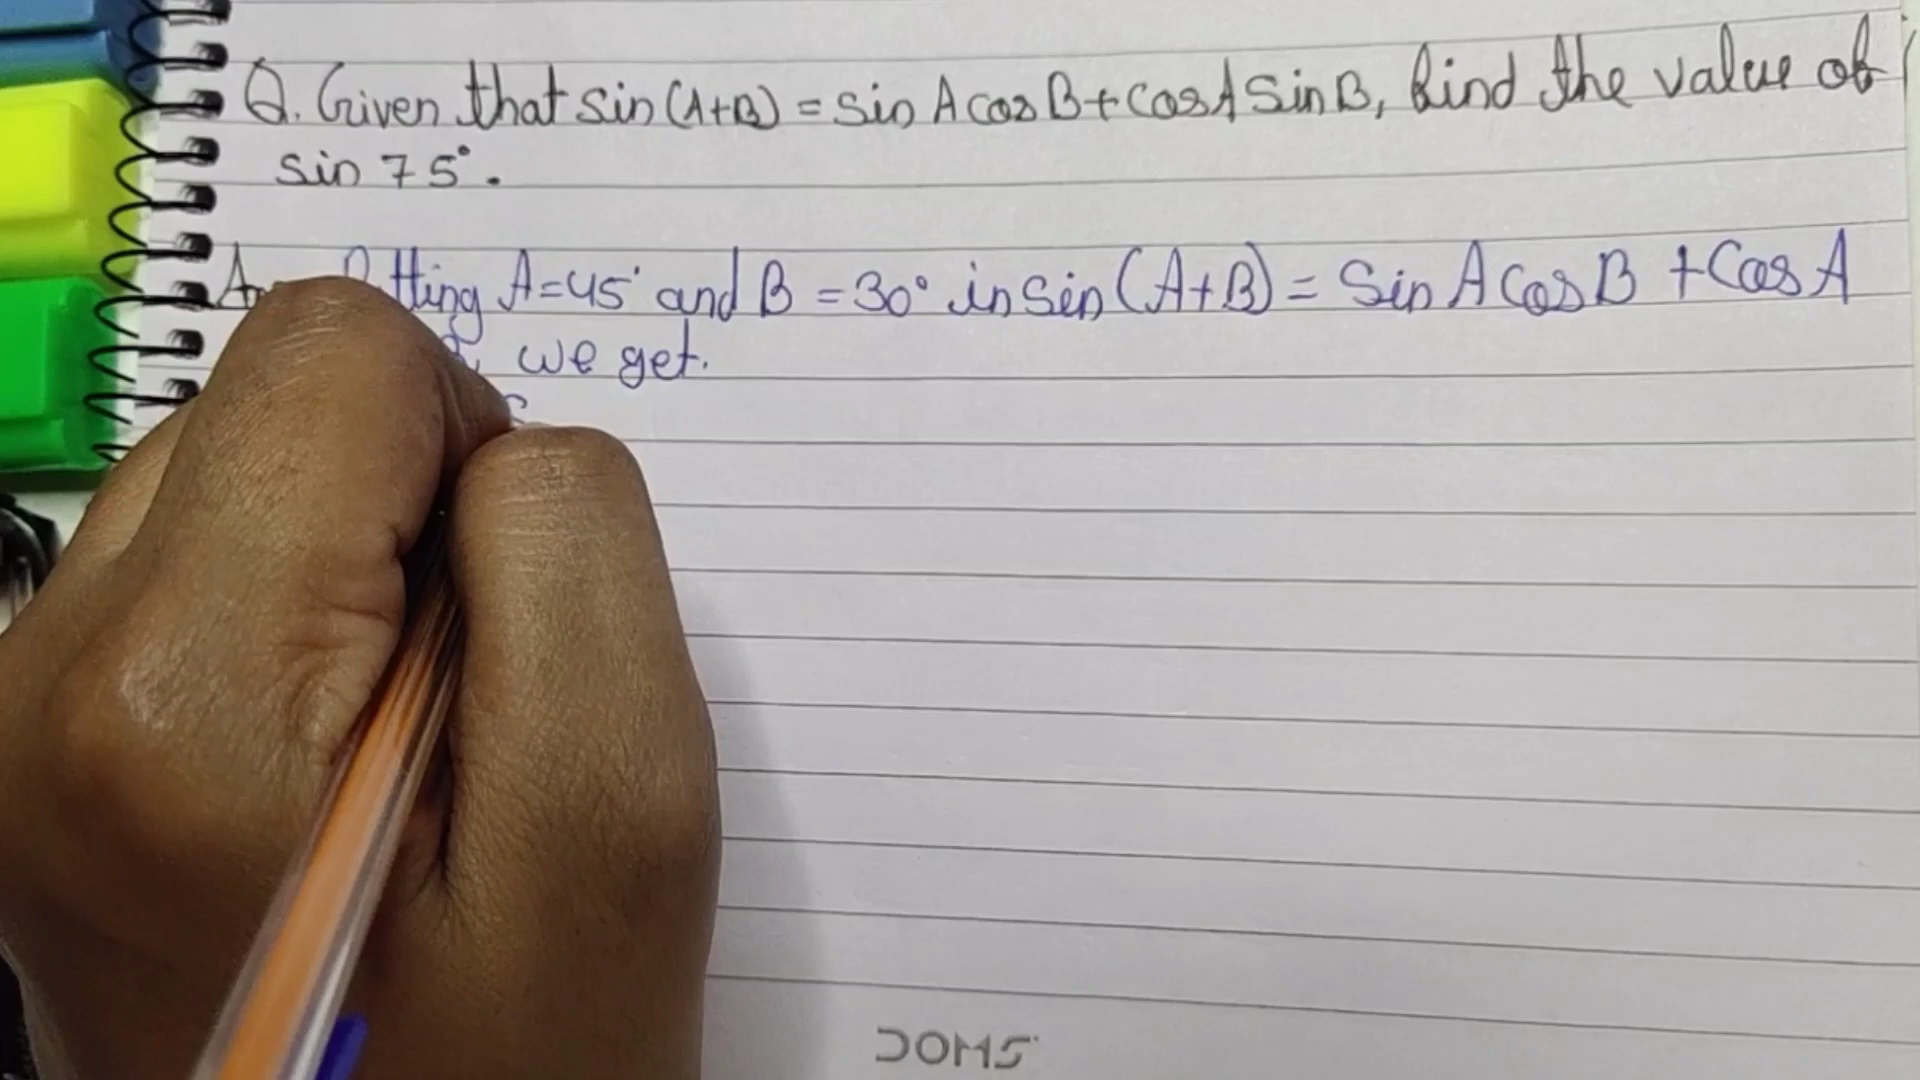 Q. Given that sin (A+B) = sin A cos B + cos A sin B, find the value of
sin 75°.
A = 45° and B = 30° in sin (A+B) = Sin A cos B + Cos A
we get.
DOMS